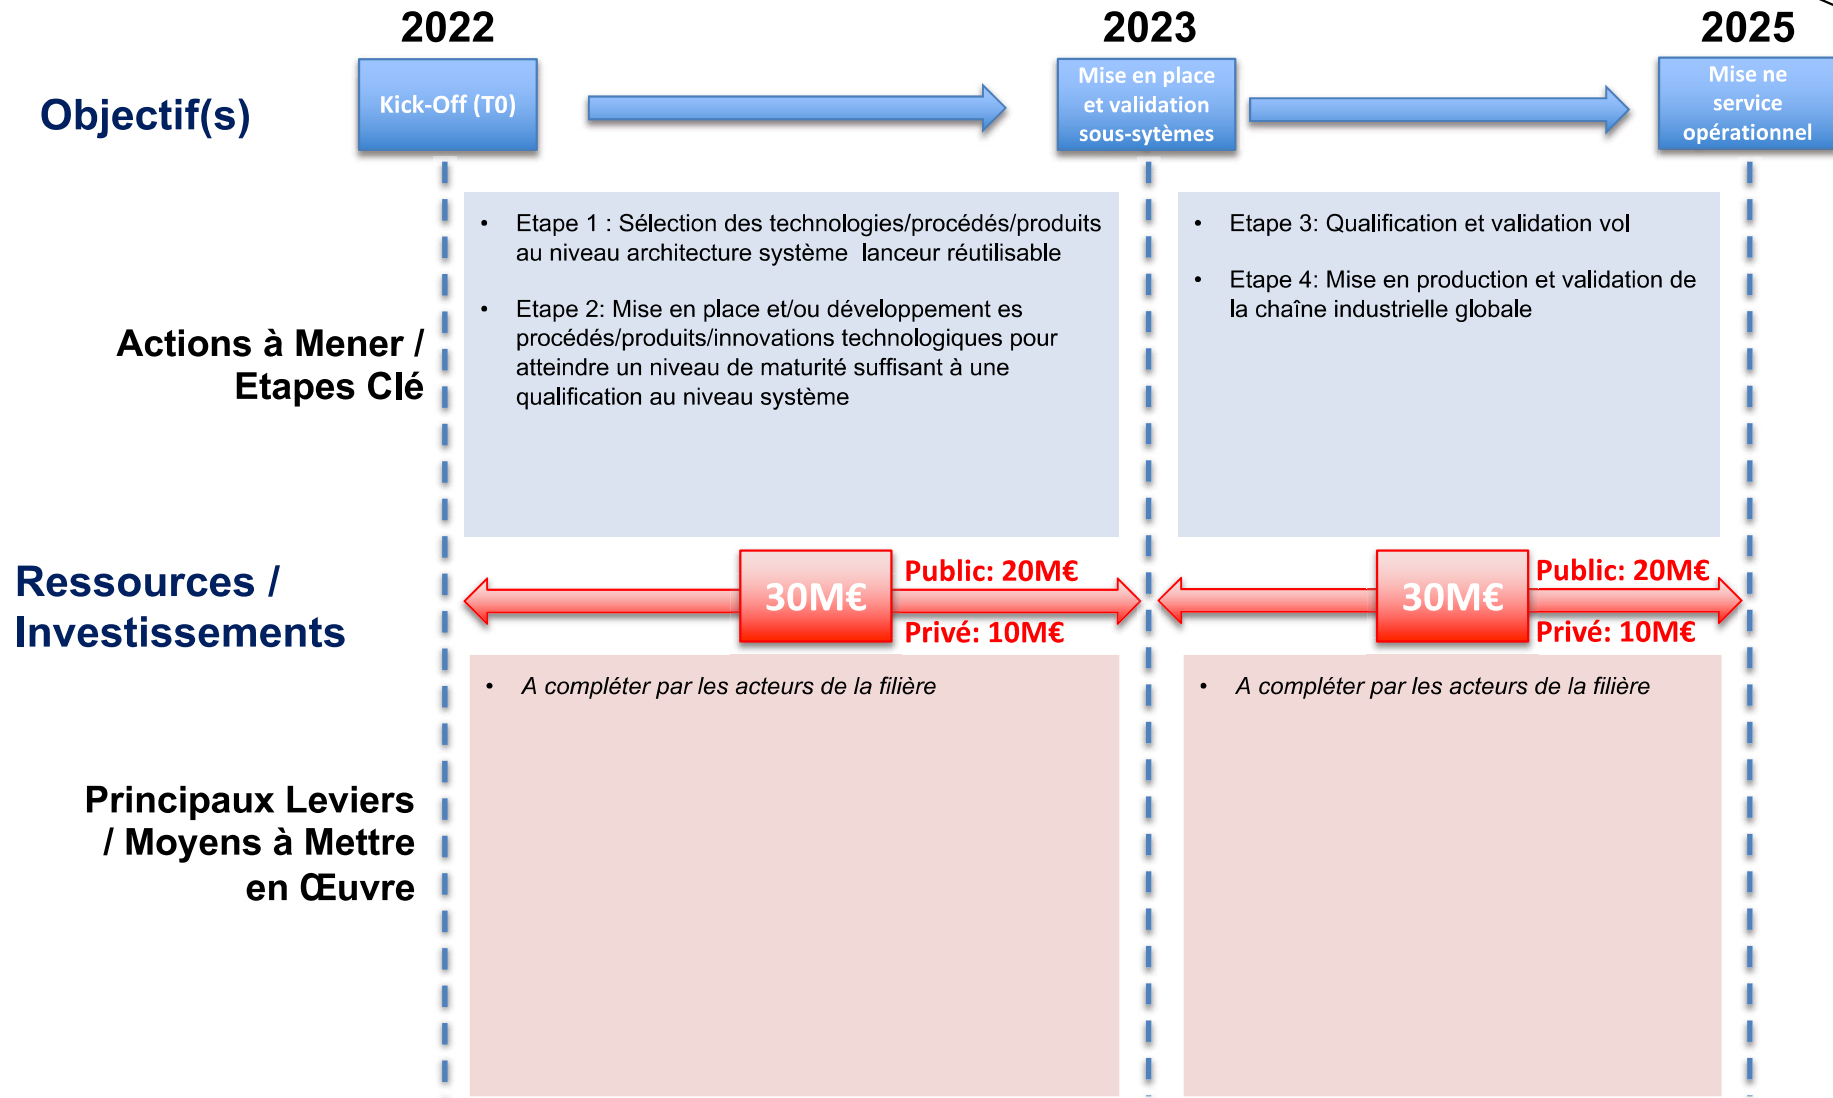 2022
2023
2025
Objectif(s)
Kick-Off (T0)
Mise en place
et validation
sous-sytèmes
Mise ne
service
opérationnel
Actions à Mener /
Etapes Clé
• Etape 1 : Sélection des technologies/procédés/produits
au niveau architecture système lanceur réutilisable
• Etape 2: Mise en place et/ou développement es
procédés/produits/innovations technologiques pour
atteindre un niveau de maturité suffisant à une
qualification au niveau système
• Etape 3: Qualification et validation vol
• Etape 4: Mise en production et validation de
la chaîne industrielle globale
Ressources /
Investissements
30M€
Public: 20M€
Privé: 10M€
30M€
Public: 20M€
Privé: 10M€
Principaux Leviers
/ Moyens à Mettre
en Œuvre
• A compléter par les acteurs de la filière
• A compléter par les acteurs de la filière